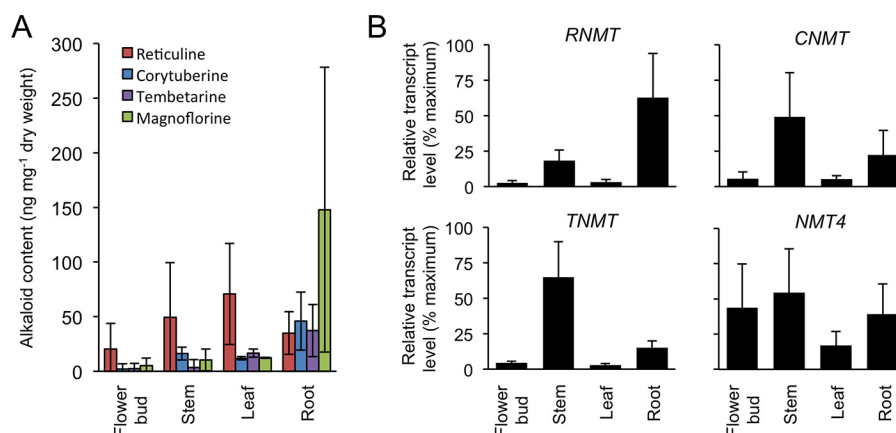 A
Alkaloid content (ng mg⁻¹ dry weight)
300
250
200
150
100
50
0
Reticuline
Corytuberine
Tembetarine
Magnoflorine
Flower
bud
Stem
Leaf
Root
B
RNMT
Relative transcript
level (% maximum)
100
75
50
25
0
CNMT
TNMT
Relative transcript
level (% maximum)
100
75
50
25
0
NMT4
Flower
bud
Stem
Leaf
Root
Flower
bud
Stem
Leaf
Root